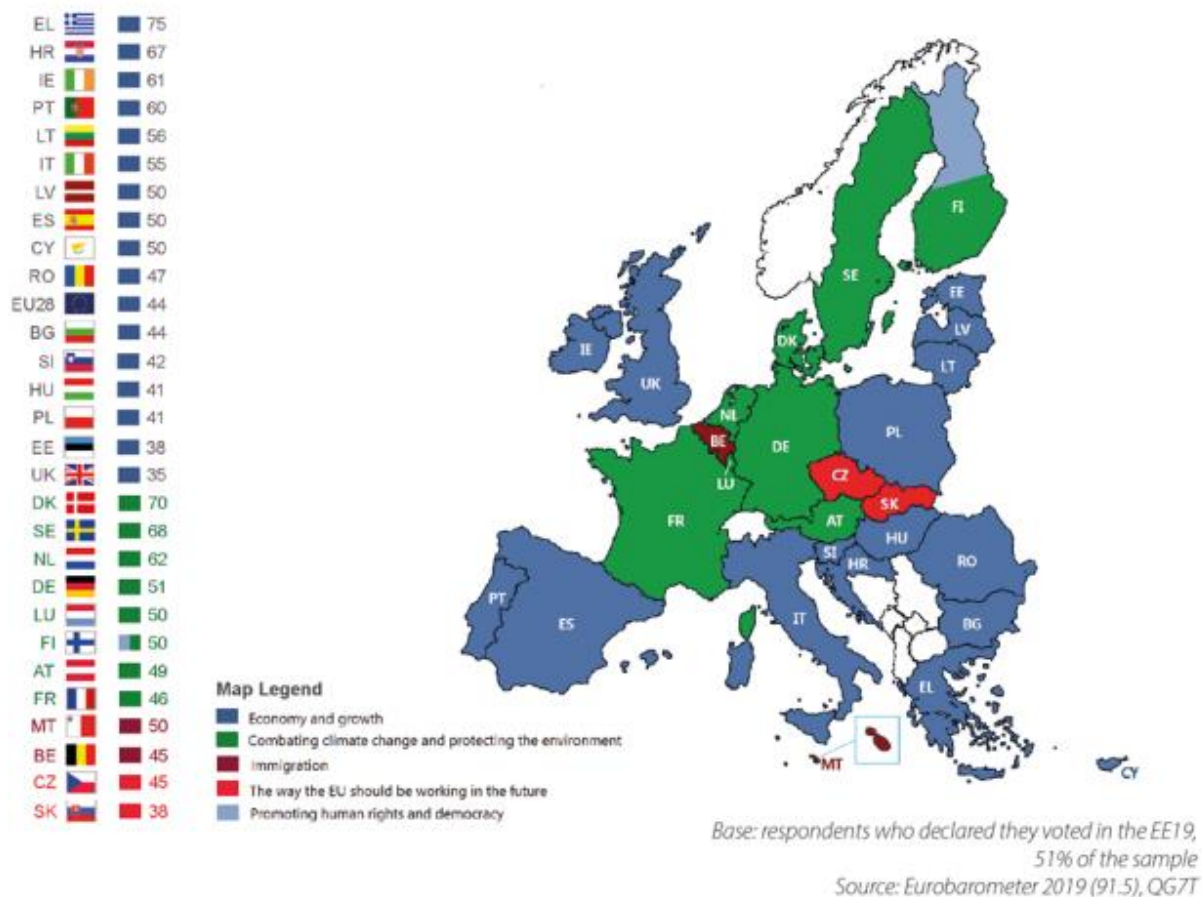 EL 75
HR 67
IE 61
PT 60
LT 56
IT 55
LV 50
ES 50
CY 50
RO 47
EU28 44
BG 44
SI 42
HU 41
PL 41
EE 38
UK 35
DK 70
SE 68
NL 62
DE 51
LU 50
FI 50
AT 49
FR 46
MT 50
BE 45
CZ 45
SK 38
FI
SE
EE
LV
LT
DK
IE
UK
NL
BE
DE
PL
LU
CZ
SK
FR
AT
HU
SI
HR
RO
PT
ES
IT
BG
EL
MT
CY
Map Legend
Economy and growth
Combating climate change and protecting the environment
Immigration
The way the EU should be working in the future
Promoting human rights and democracy
Base: respondents who declared they voted in the EE19,
51% of the sample
Source: Eurobarometer 2019 (91.5), QG7T